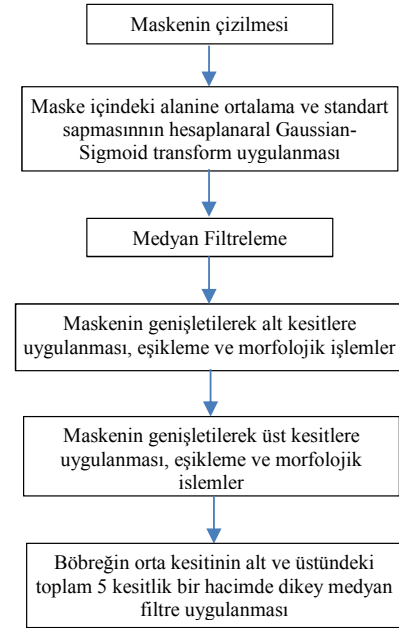 Maskenin çizilmesi
Maske içindeki alanine ortalama ve standart
sapmasınnın hesaplanaral Gaussian-
Sigmoid transform uygulanması
Medyan Filtreleme
Maskenin genişletilerek alt kesitlere
uygulanması, eşikleme ve morfolojik işlemler
Maskenin genişletilerek üst kesitlere
uygulanması, eşikleme ve morfolojik
islemler
Böbreğin orta kesitinin alt ve üstündeki
toplam 5 kesitlik bir hacimde dikey medyan
filtre uygulanması